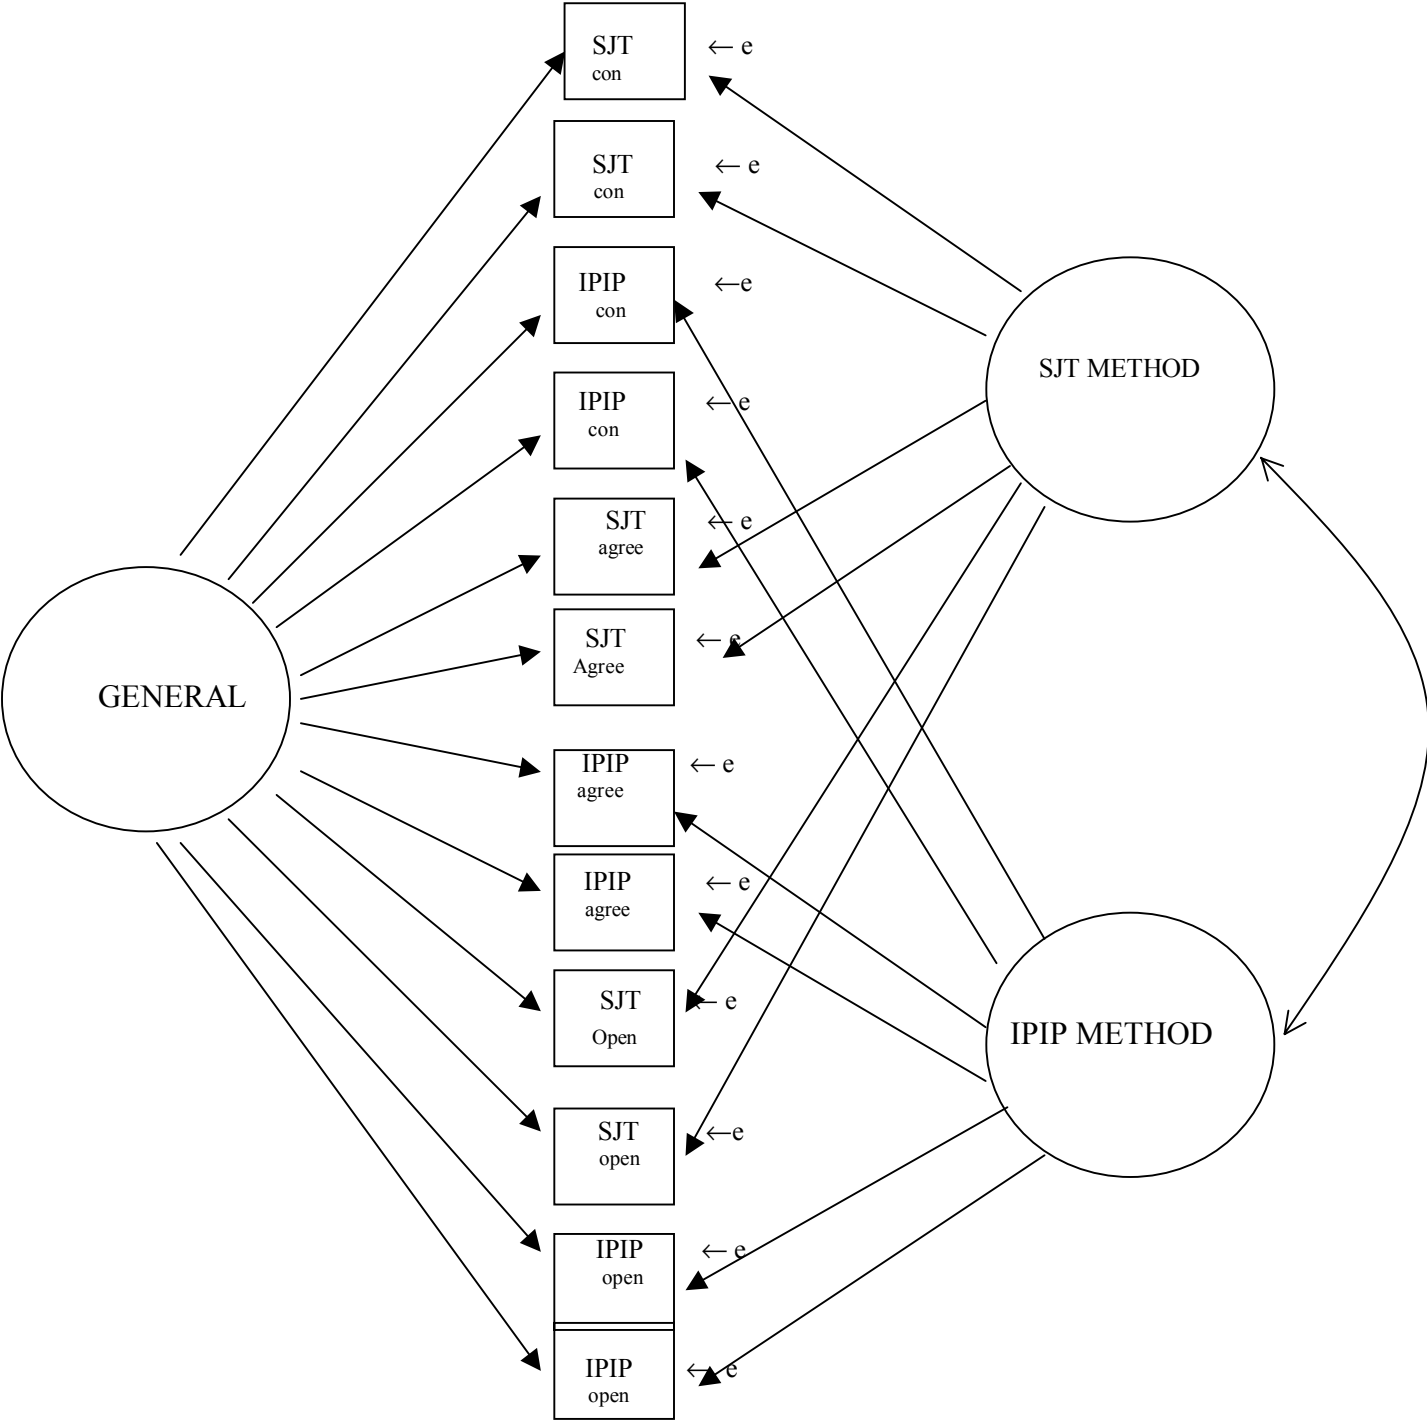 SJT
con
← e
SJT
con
← e
IPIP
con
←e
IPIP
con
← e
SJT
agree
← e
SJT
Agree
← e
IPIP
agree
← e
IPIP
agree
← e
SJT
Open
← e
SJT
open
←e
IPIP
open
← e
IPIP
open
← e
GENERAL
SJT METHOD
IPIP METHOD